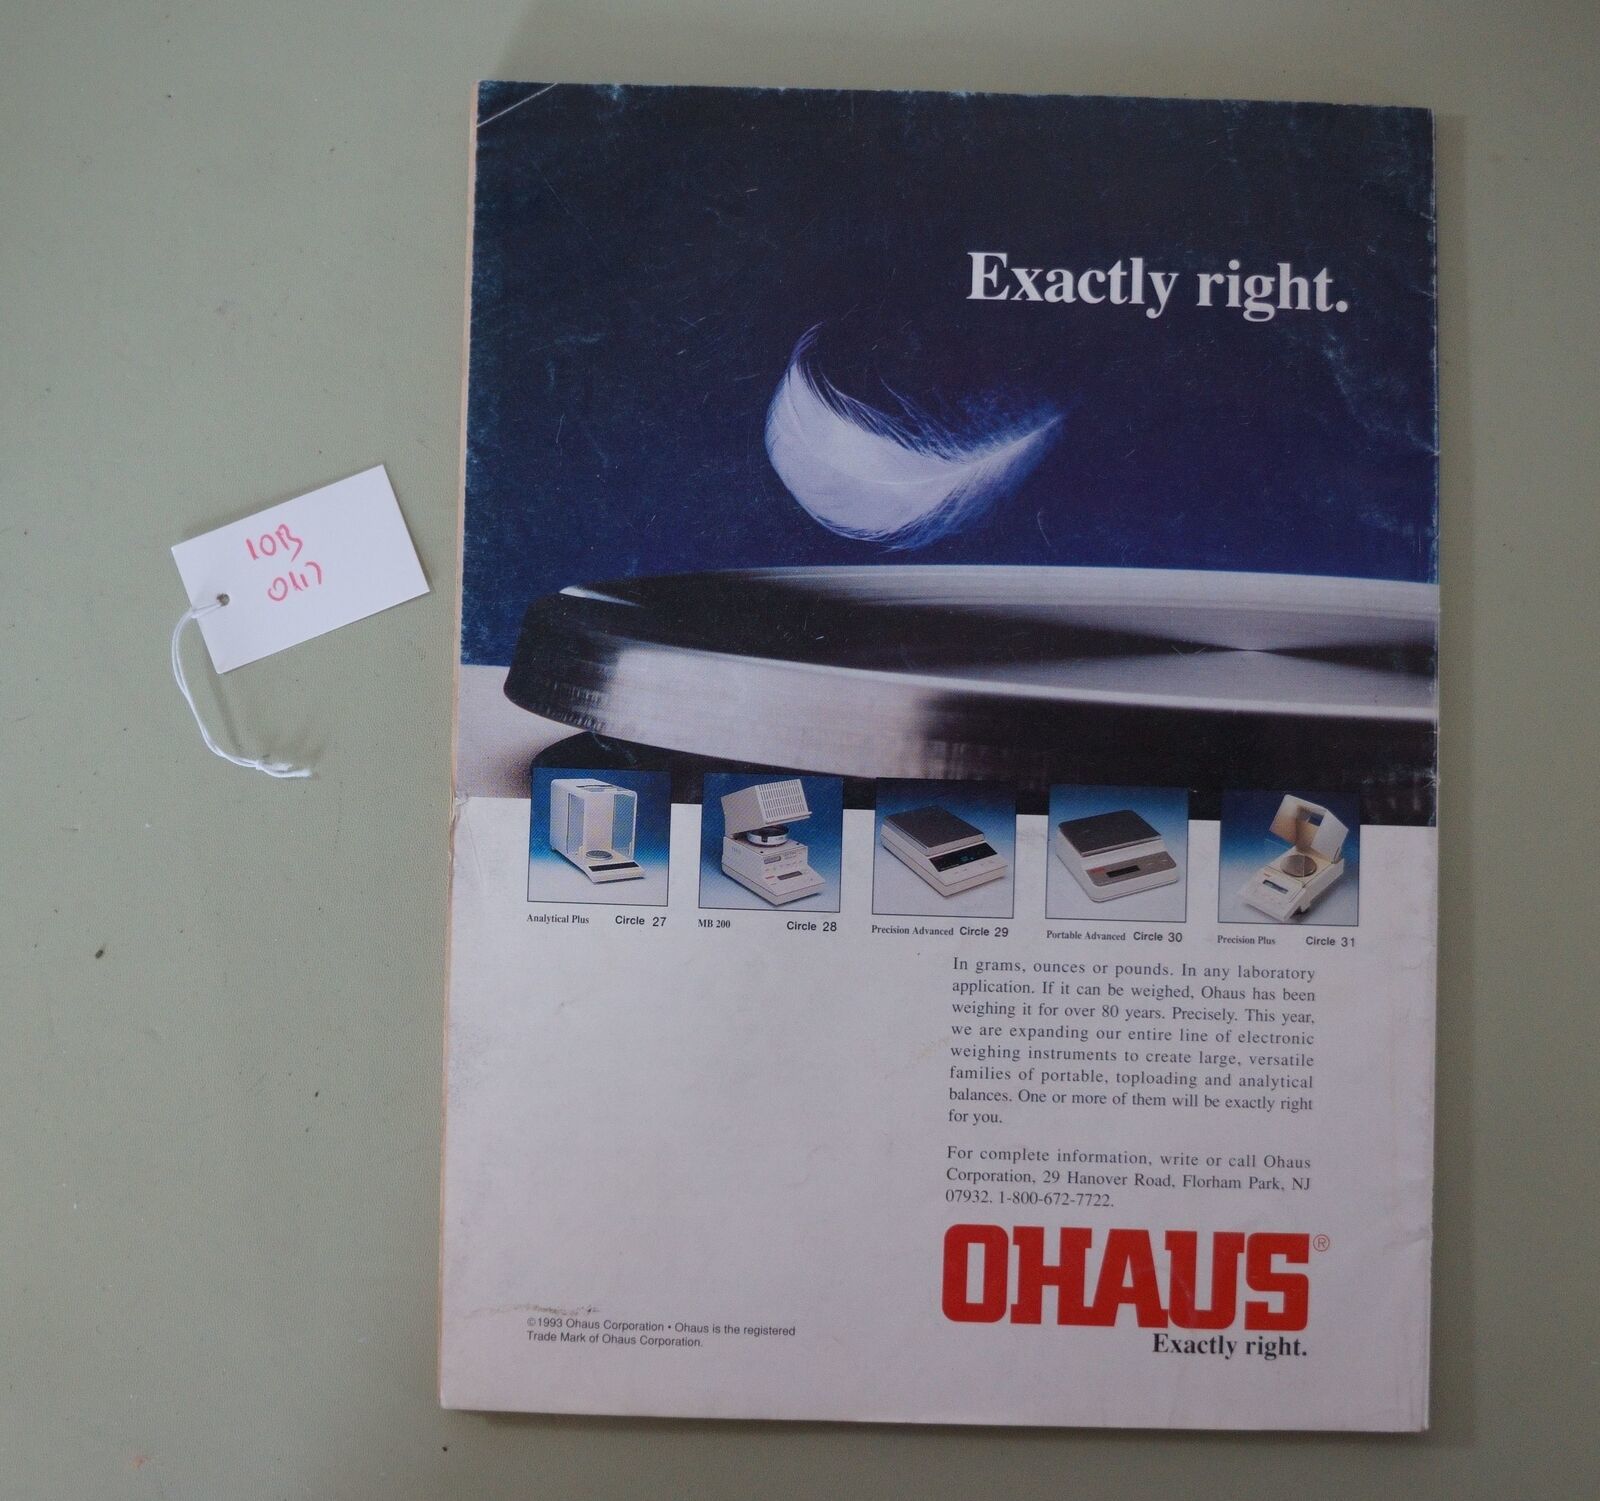 Exactly right.
10B
Analytical Plus Circle 27
MB 200 Circle 28
Precision Advanced Circle 29
Portable Advanced Circle 30
Precision Plus Circle 31
In grams, ounces or pounds. In any laboratory
application. If it can be weighed, Ohaus has been
weighing it for over 80 years. Precisely. This year,
we are expanding our entire line of electronic
weighing instruments to create large, versatile
families of portable, toploading and analytical
balances. One or more of them will be exactly right
for you.
For complete information, write or call Ohaus
Corporation, 29 Hanover Road, Florham Park, NJ
07932. 1-800-672-7722.
OHAUS®
Exactly right.
©1993 Ohaus Corporation • Ohaus is the registered
Trade Mark of Ohaus Corporation.